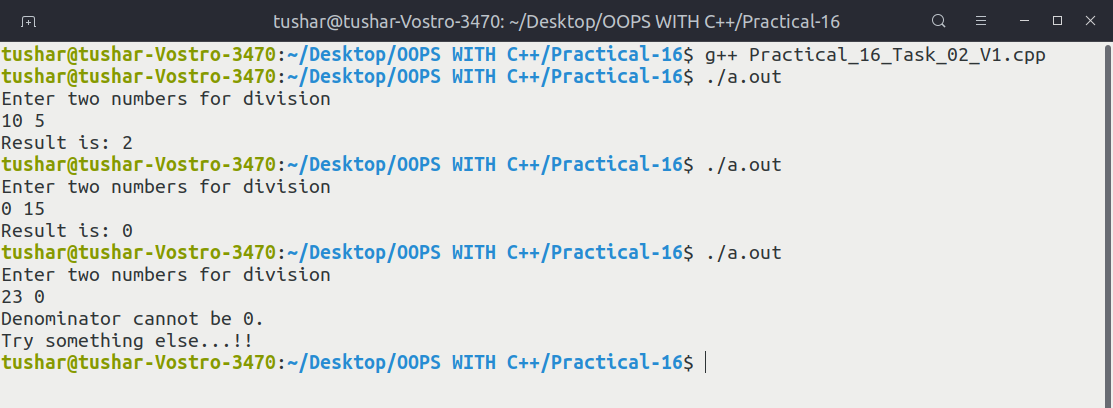 tushar@tushar-Vostro-3470: ~/Desktop/OOPS WITH C++/Practical-16
tushar@tushar-Vostro-3470:~/Desktop/OOPS WITH C++/Practical-16$ g++ Practical_16_Task_02_V1.cpp
tushar@tushar-Vostro-3470:~/Desktop/OOPS WITH C++/Practical-16$ ./a.out
Enter two numbers for division
10 5
Result is: 2
tushar@tushar-Vostro-3470:~/Desktop/OOPS WITH C++/Practical-16$ ./a.out
Enter two numbers for division
0 15
Result is: 0
tushar@tushar-Vostro-3470:~/Desktop/OOPS WITH C++/Practical-16$ ./a.out
Enter two numbers for division
23 0
Denominator cannot be 0.
Try something else...!!
tushar@tushar-Vostro-3470:~/Desktop/OOPS WITH C++/Practical-16$